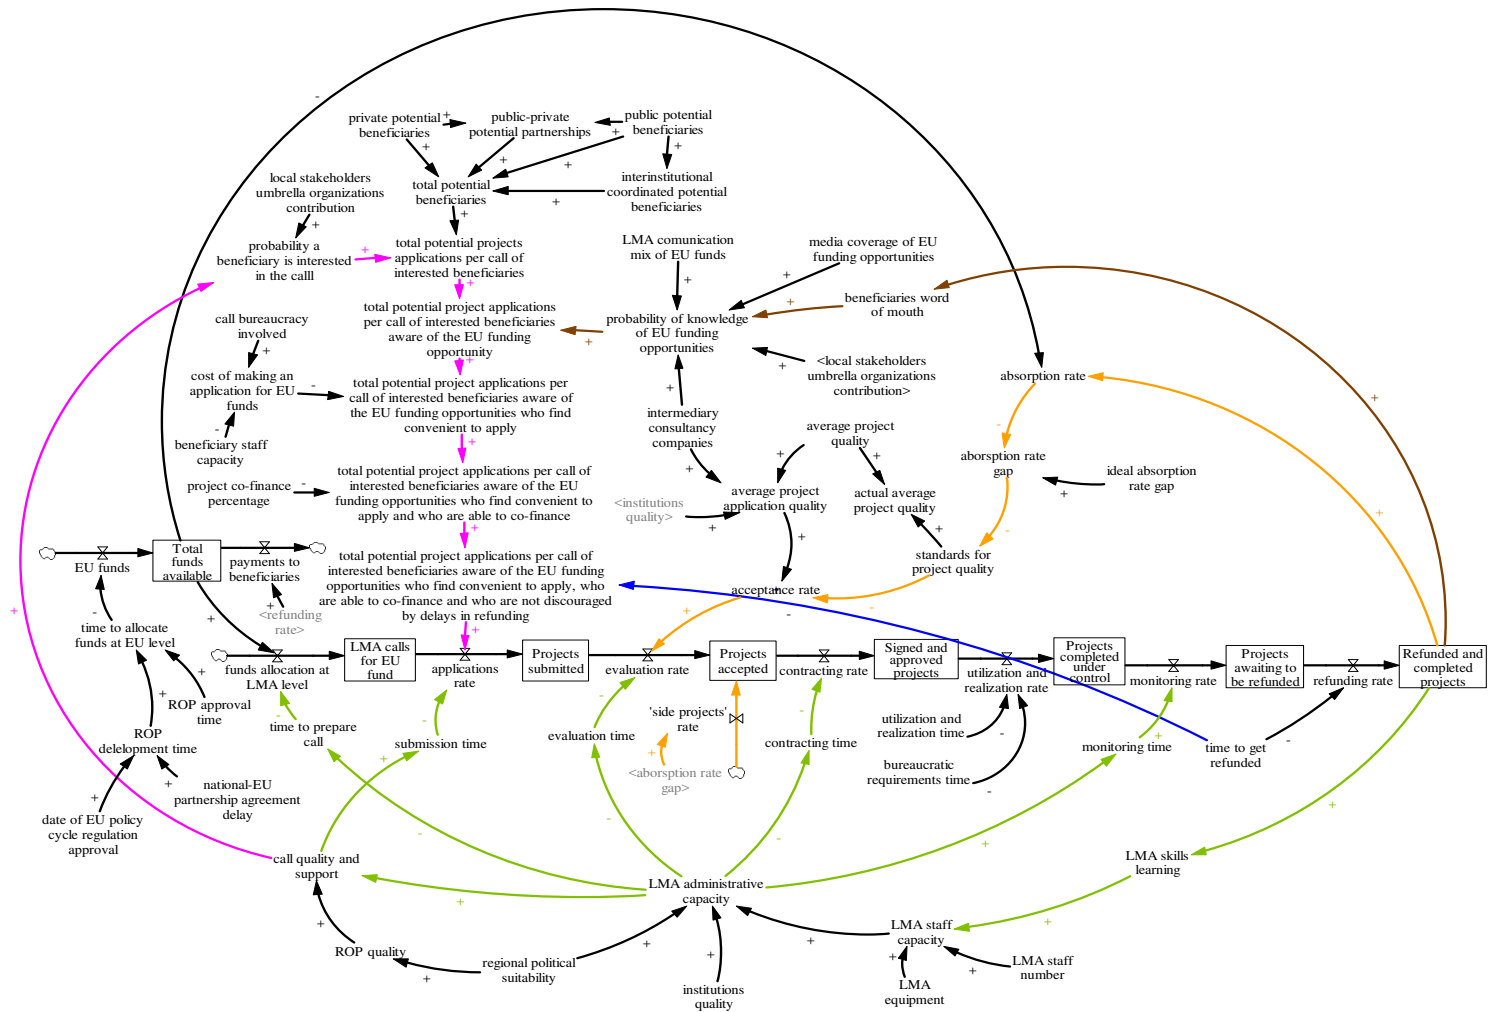 private potential
beneficiaries
public-private
potential partnerships
public potential
beneficiaries
local stakeholders
umbrella organizations
contribution
total potential
beneficiaries
interinstitutional
coordinated potential
beneficiaries
probability a
beneficiary is interested
in the calll
total potential projects
applications per call of
interested beneficiaries
LMA comunication
mix of EU funds
media coverage of EU
funding opportunities
beneficiaries word
of mouth
call bureaucracy
involved
total potential project applications
per call of interested beneficiaries
aware of the EU funding
opportunity
probability of knowledge
of EU funding
opportunities
<local stakeholders
umbrella organizations
contribution>
absorption rate
cost of making an
application for EU
funds
total potential project applications per
call of interested beneficiaries aware of
the EU funding opportunities who find
convenient to apply
intermediary
consultancy
companies
beneficiary staff
capacity
average project
quality
aborsption rate
gap
ideal absorption
rate gap
project co-finance
percentage
total potential project applications per call of
interested beneficiaries aware of the EU
funding opportunities who find convenient to
apply and who are able to co-finance
<institutions
quality>
average project
application quality
actual average
project quality
standards for
project quality
EU funds
Total
funds
available
payments to
beneficiaries
<refunding
rate>
total potential project applications per call of
interested beneficiaries aware of the EU funding
opportunities who find convenient to apply, who
are able to co-finance and who are not discouraged
by delays in refunding
acceptance rate
time to allocate
funds at EU level
funds allocation at
LMA level
LMA calls
for EU
fund
applications
rate
Projects
submitted
evaluation rate
Projects
accepted
contracting rate
Signed and
approved
projects
utilization and
realization rate
Projects
completed
under
control
monitoring rate
Projects
awaiting to
be refunded
refunding rate
Refunded and
completed
projects
ROP approval
time
ROP
delelopment time
time to prepare
call
submission time
evaluation time
'side projects'
rate
<aborsption rate
gap>
contracting time
utilization and
realization time
bureaucratic
requirements time
monitoring time
time to get
refunded
national-EU
partnership agreement
delay
date of EU policy
cycle regulation
approval
call quality and
support
LMA administrative
capacity
LMA skills
learning
ROP quality
regional political
suitability
institutions
quality
LMA staff
capacity
LMA
equipment
LMA staff
number